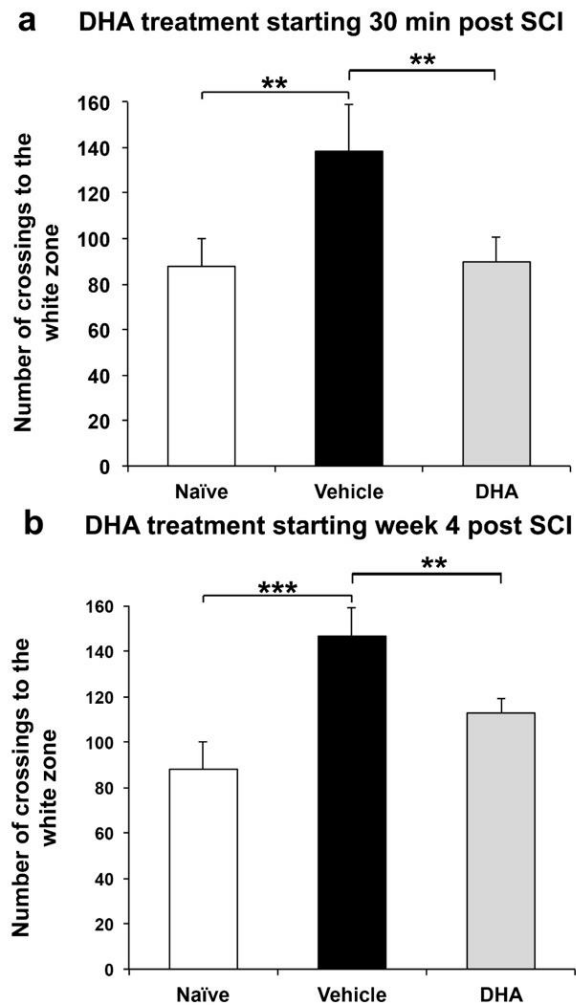 a DHA treatment starting 30 min post SCI
** **
Number of crossings to the
white zone
160
140
120
100
80
60
40
20
0
Naïve Vehicle DHA
b DHA treatment starting week 4 post SCI
*** **
Number of crossings to the
white zone
160
140
120
100
80
60
40
20
0
Naïve Vehicle DHA